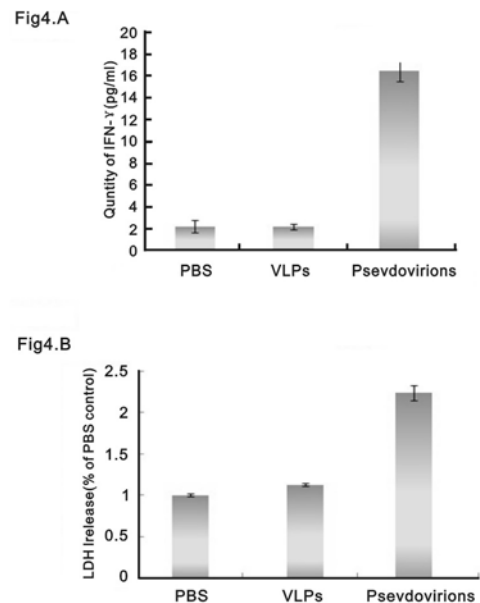 Fig4.A
Quntity of IFN-Υ(pg/ml)
20
18
16
14
12
10
8
6
4
2
0
PBS VLPs Psevdovirions
Fig4.B
LDH Irelease(% of PBS control)
2.5
2
1.5
1
0.5
0
PBS VLPs Psevdovirions